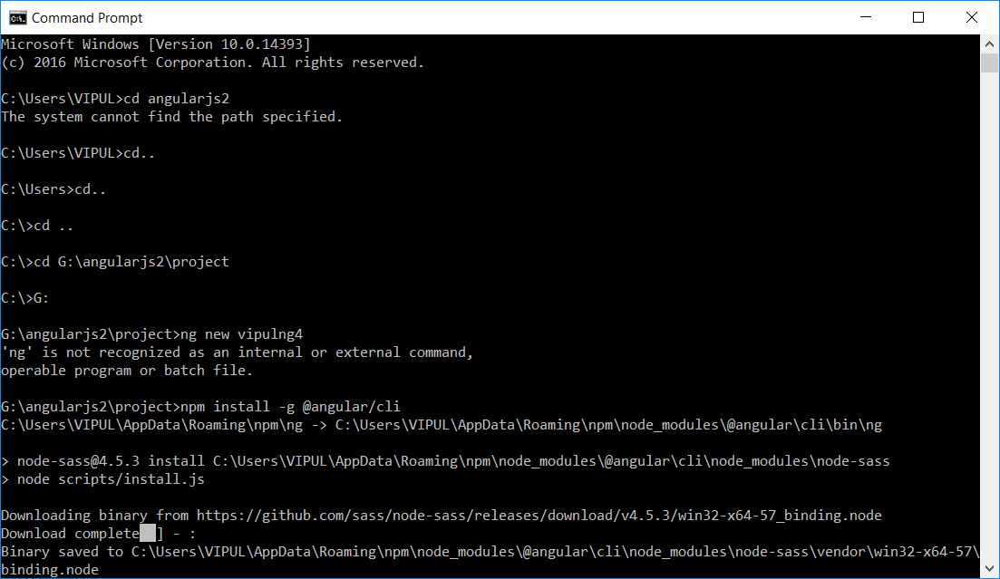 Command Prompt
Microsoft Windows [Version 10.0.14393]
(c) 2016 Microsoft Corporation. All rights reserved.
C:\Users\VIPUL>cd angularjs2
The system cannot find the path specified.
C:\Users\VIPUL>cd..
C:\Users>cd..
C:\>cd ..
C:\>cd G:\angularjs2\project
C:\>G:
G:\angularjs2\project>ng new vipulng4
'ng' is not recognized as an internal or external command,
operable program or batch file.
G:\angularjs2\project>npm install -g @angular/cli
C:\Users\VIPUL\AppData\Roaming\npm\ng -> C:\Users\VIPUL\AppData\Roaming\npm\node_modules\@angular\cli\bin\ng
> node-sass@4.5.3 install C:\Users\VIPUL\AppData\Roaming\npm\node_modules\@angular\cli\node_modules\node-sass
> node scripts/install.js
Downloading binary from https://github.com/sass/node-sass/releases/download/v4.5.3/win32-x64-57_binding.node
Download complete ] - :
Binary saved to C:\Users\VIPUL\AppData\Roaming\npm\node_modules\@angular\cli\node_modules\node-sass\vendor\win32-x64-57\
binding.node